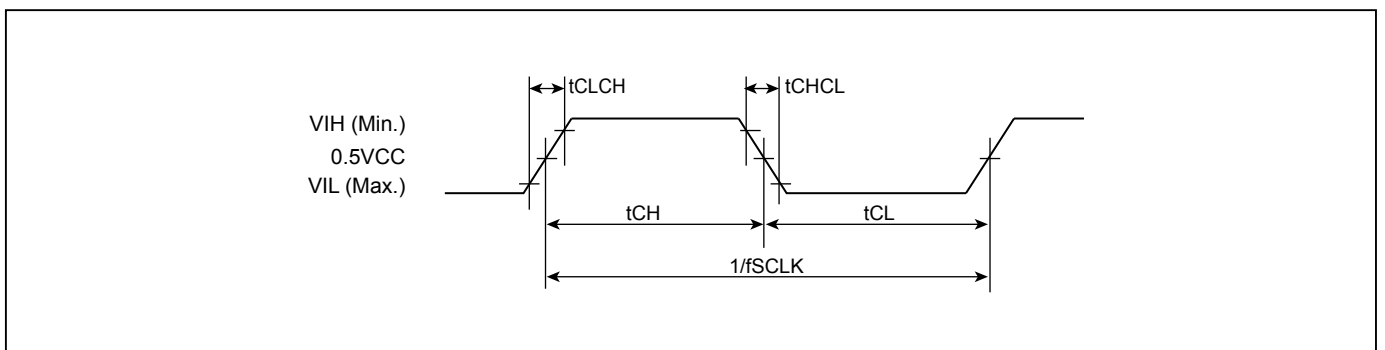 tCLCH
tCHCL
VIH (Min.)
0.5VCC
VIL (Max.)
tCH
tCL
1/fSCLK